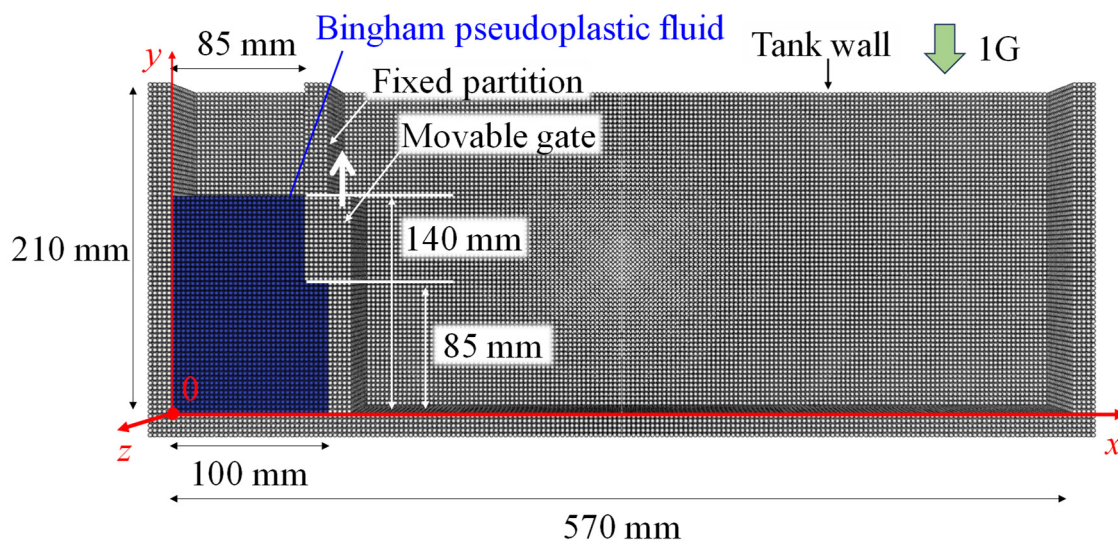 Bingham pseudoplastic fluid
85 mm
Tank wall
1G
y
Fixed partition
Movable gate
210 mm
140 mm
85 mm
0
z
x
100 mm
570 mm